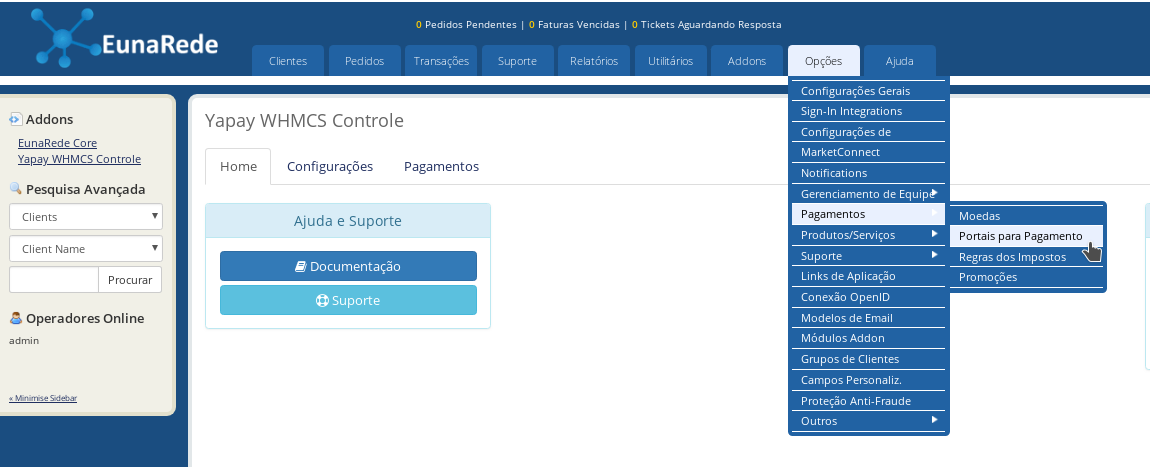 0 Pedidos Pendentes | 0 Faturas Vencidas | 0 Tickets Aguardando Resposta
EunaRede
Clientes
Pedidos
Transações
Suporte
Relatórios
Utilitários
Addons
Opções
Ajuda
Addons
EunaRede Core
Yapay WHMCS Controle
Pesquisa Avançada
Clients
Client Name
Procurar
Operadores Online
admin
« Minimise Sidebar
Yapay WHMCS Controle
Home
Configurações
Pagamentos
Ajuda e Suporte
Documentação
Suporte
Configurações Gerais
Sign-In Integrations
Configurações de
MarketConnect
Notifications
Gerenciamento de Equipe
Pagamentos
Produtos/Serviços
Suporte
Links de Aplicação
Conexão OpenID
Modelos de Email
Módulos Addon
Grupos de Clientes
Campos Personaliz.
Proteção Anti-Fraude
Outros
Moedas
Portais para Pagamento
Regras dos Impostos
Promoções